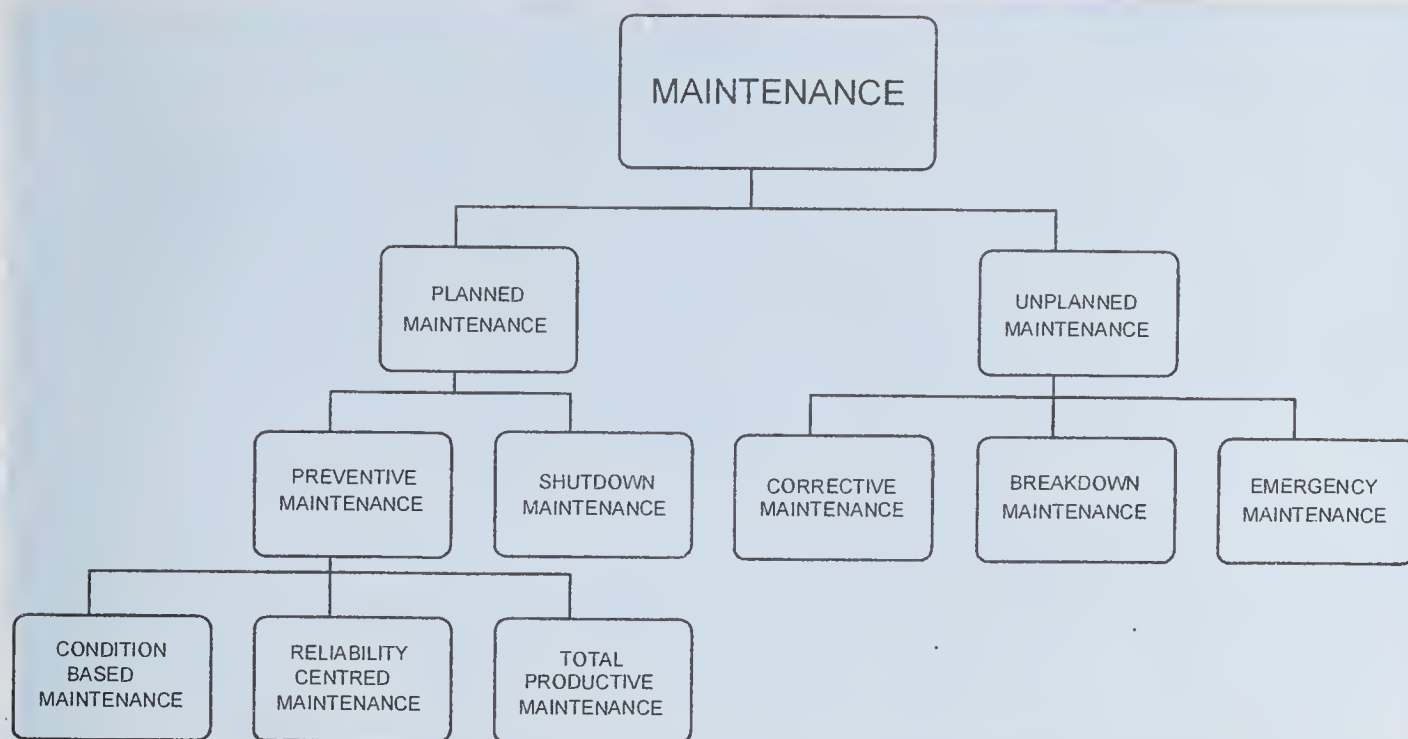 MAINTENANCE
PLANNED
MAINTENANCE
UNPLANNED
MAINTENANCE
PREVENTIVE
MAINTENANCE
SHUTDOWN
MAINTENANCE
CORRECTIVE
MAINTENANCE
BREAKDOWN
MAINTENANCE
EMERGENCY
MAINTENANCE
CONDITION
BASED
MAINTENANCE
RELIABILITY
CENTRED
MAINTENANCE
TOTAL
PRODUCTIVE
MAINTENANCE